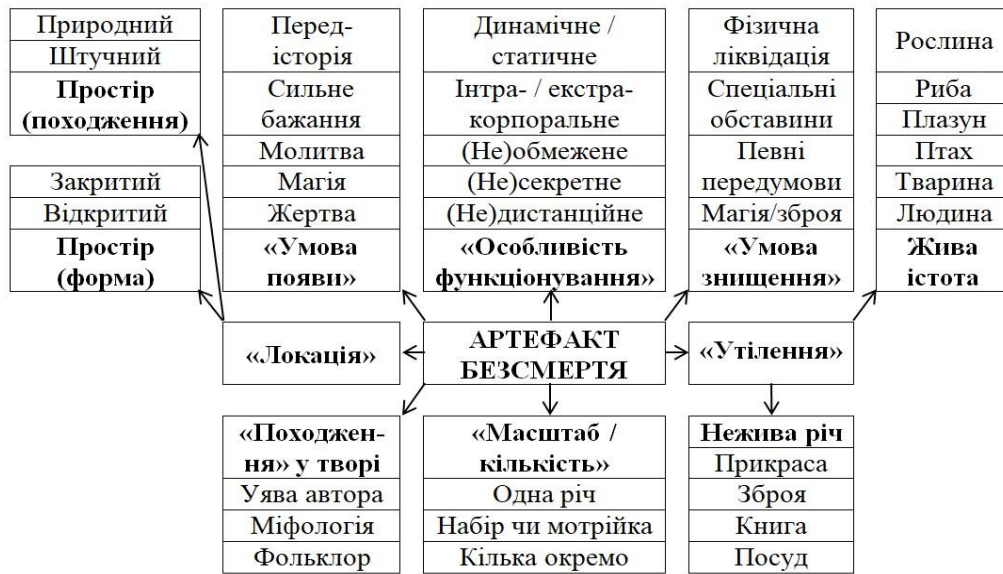 Природний
Штучний
Простір
(походження)
Закритий
Відкритий
Простір
(форма)
Перед-
історія
Сильне
бажання
Молитва
Магія
Жертва
«Умова
появи»
Динамічне /
статичне
Інтра- / екстра-
корпоральне
(Не)обмежене
(Не)секретне
(Не)дистанційне
«Особливість
функціонування»
Фізична
ліквідація
Спеціальні
обставини
Певні
передумови
Магія/зброя
«Умова
знищення»
Рослина
Риба
Плазун
Птах
Тварина
Людина
Жива
істота
«Локація»
АРТЕФАКТ
БЕЗСМЕРТЯ
«Утілення»
«Походжен-
ня» у творі
Уява автора
Міфологія
Фольклор
«Масштаб /
кількість»
Одна річ
Набір чи мотрійка
Кілька окремо
Нежива річ
Прикраса
Зброя
Книга
Посуд